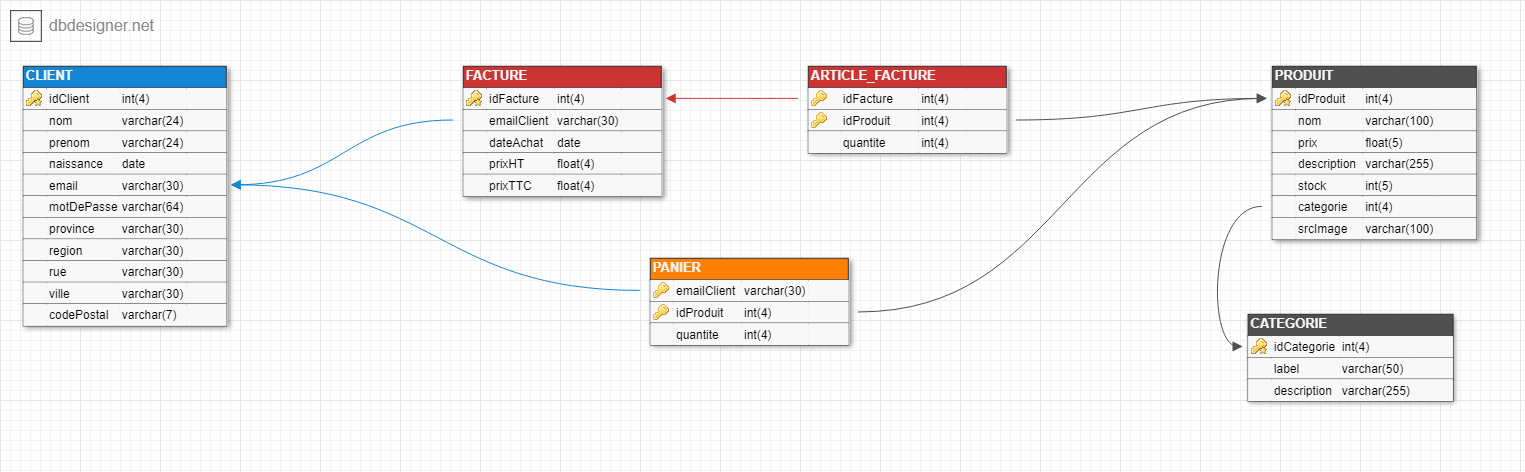 dbdesigner.net
CLIENT
idClient int(4)
nom varchar(24)
prenom varchar(24)
naissance date
email varchar(30)
motDePasse varchar(64)
province varchar(30)
region varchar(30)
rue varchar(30)
ville varchar(30)
codePostal varchar(7)
FACTURE
idFacture int(4)
emailClient varchar(30)
dateAchat date
prixHT float(4)
prixTTC float(4)
ARTICLE_FACTURE
idFacture int(4)
idProduit int(4)
quantite int(4)
PRODUIT
idProduit int(4)
nom varchar(100)
prix float(5)
description varchar(255)
stock int(5)
categorie int(4)
srcImage varchar(100)
PANIER
emailClient varchar(30)
idProduit int(4)
quantite int(4)
CATEGORIE
idCategorie int(4)
label varchar(50)
description varchar(255)